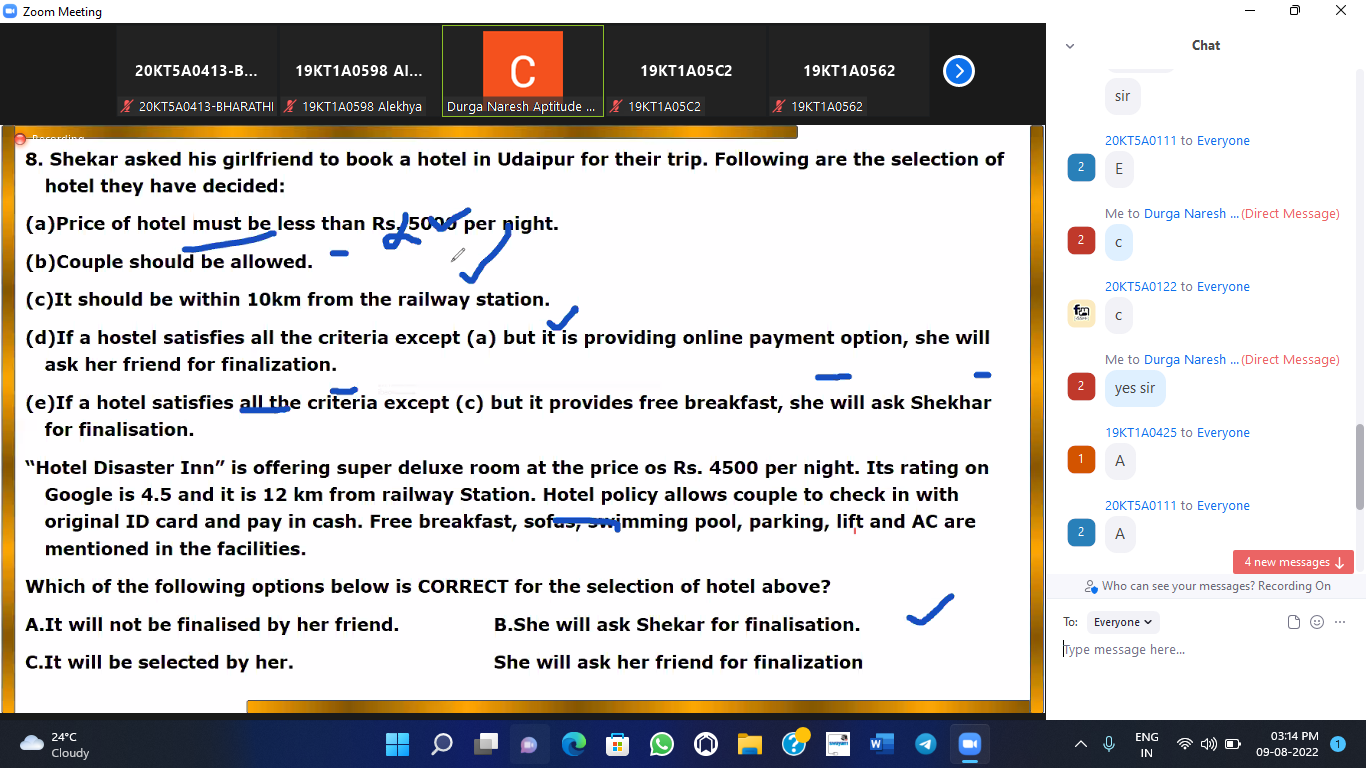 Zoom Meeting
20KT5A0413-B...
19KT1A0598 Al...
C
19KT1A05C2
19KT1A0562
20KT5A0413-BHARATHI
19KT1A0598 Alekhya
Durga Naresh Aptitude ...
19KT1A05C2
19KT1A0562
Recording
8. Shekar asked his girlfriend to book a hotel in Udaipur for their trip. Following are the selection of
hotel they have decided:
(a)Price of hotel must be less than Rs. 5000 per night.
(b)Couple should be allowed.
(c)It should be within 10km from the railway station.
(d)If a hostel satisfies all the criteria except (a) but it is providing online payment option, she will
ask her friend for finalization.
(e)If a hotel satisfies all the criteria except (c) but it provides free breakfast, she will ask Shekhar
for finalisation.
“Hotel Disaster Inn” is offering super deluxe room at the price os Rs. 4500 per night. Its rating on
Google is 4.5 and it is 12 km from railway Station. Hotel policy allows couple to check in with
original ID card and pay in cash. Free breakfast, sofas, swimming pool, parking, lift and AC are
mentioned in the facilities.
Which of the following options below is CORRECT for the selection of hotel above?
A.It will not be finalised by her friend.
B.She will ask Shekar for finalisation.
C.It will be selected by her.
She will ask her friend for finalization
Chat
sir
20KT5A0111 to Everyone
2
E
Me to Durga Naresh ... (Direct Message)
2
c
20KT5A0122 to Everyone
c
Me to Durga Naresh ... (Direct Message)
2
yes sir
19KT1A0425 to Everyone
1
A
20KT5A0111 to Everyone
2
A
4 new messages
Who can see your messages? Recording On
To: Everyone
Type message here...
24°C
Cloudy
ENG
IN
03:14 PM
09-08-2022
1